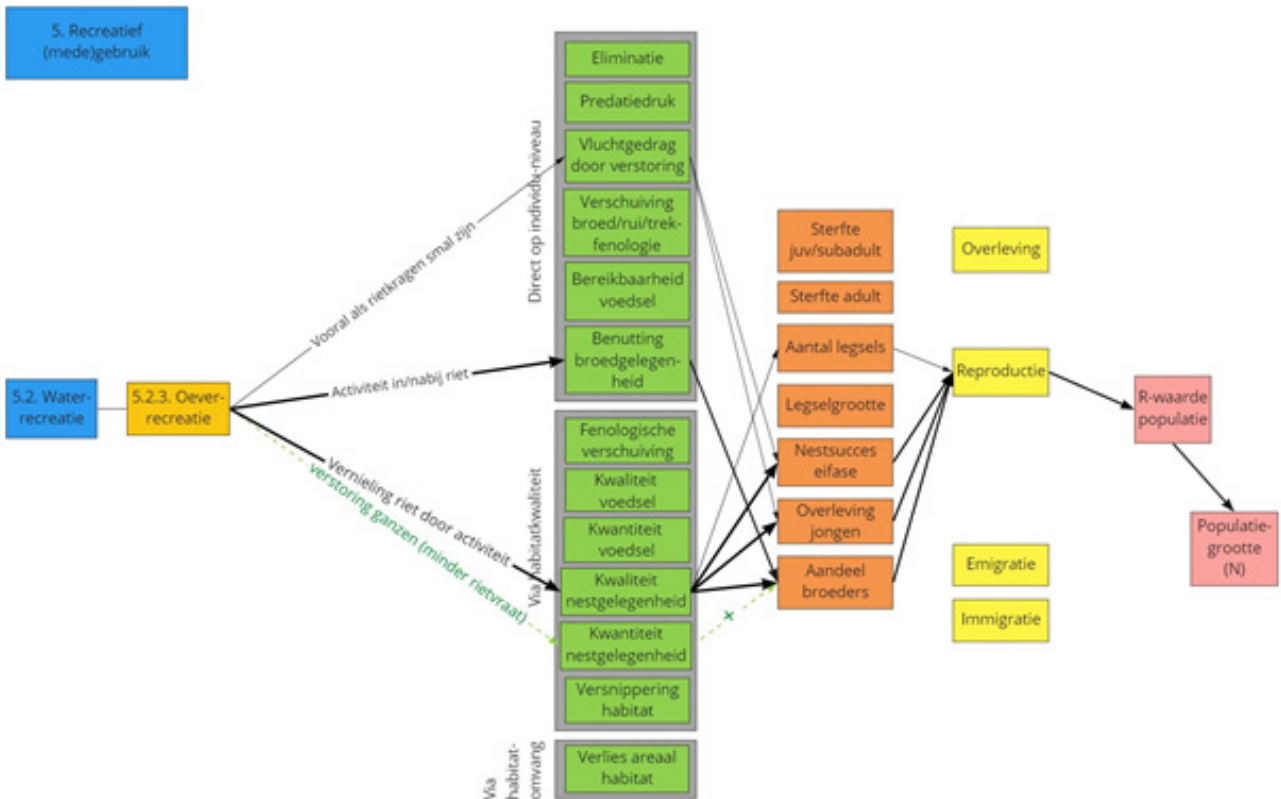 5. Recreatief
(mede)gebruik
5.2. Water-
recreatie
5.2.3. Oever-
recreatie
Vooral als rietkragen smal zijn
Activiteit in/nabij riet
Vernieling riet door activiteit
verstoring ganzen (minder rietvraat)
Direct op individu-niveau
Eliminatie
Predatiedruk
Vluchtgedrag
door verstoring
Verschuiving
broed/rui/trek-
fenologie
Bereikbaarheid
voedsel
Benutting
broedgelegen-
heid
Via habitatkwaliteit
Fenologische
verschuiving
Kwaliteit
voedsel
Kwantiteit
voedsel
Kwaliteit
nestgelegenheid
Kwantiteit
nestgelegenheid
Versnippering
habitat
Via
habitat-
omvang
Verlies areaal
habitat
+
Sterfte
juv/subadult
Sterfte adult
Aantal legsels
Legselgrootte
Nestsucces
eifase
Overleving
jongen
Aandeel
broeders
Overleving
Reproductie
Emigratie
Immigratie
R-waarde
populatie
Populatie-
grootte
(N)